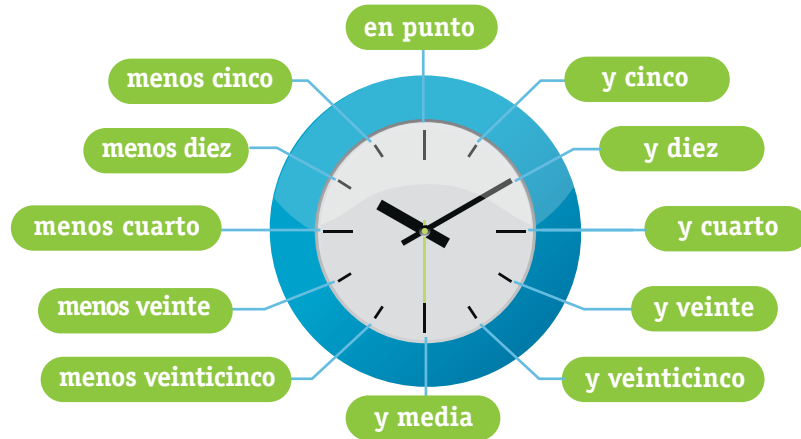 en punto
menos cinco
y cinco
menos diez
y diez
menos cuarto
y cuarto
menos veinte
y veinte
menos veinticinco
y veinticinco
y media